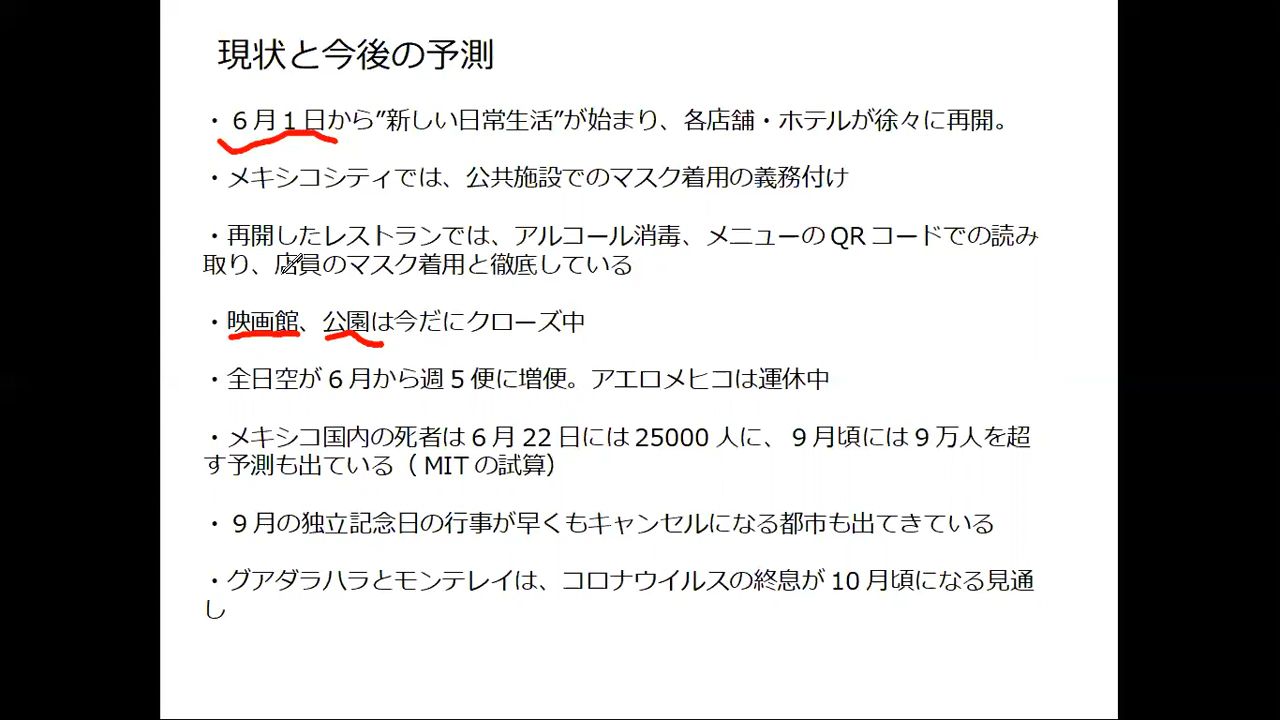 現状と今後の予測
・６月１日から”新しい日常生活”が始まり、各店舗・ホテルが徐々に再開。
・メキシコシティでは、公共施設でのマスク着用の義務付け
・再開したレストランでは、アルコール消毒、メニューのQRコードでの読み
取り、店員のマスク着用と徹底している
・映画館、公園は今だにクローズ中
・全日空が６月から週５便に増便。アエロメヒコは運休中
・メキシコ国内の死者は６月22日には25000人に、９月頃には９万人を超
す予測も出ている（MITの試算）
・９月の独立記念日の行事が早くもキャンセルになる都市も出てきている
・グアダラハラとモンテレイは、コロナウイルスの終息が10月頃になる見通
し